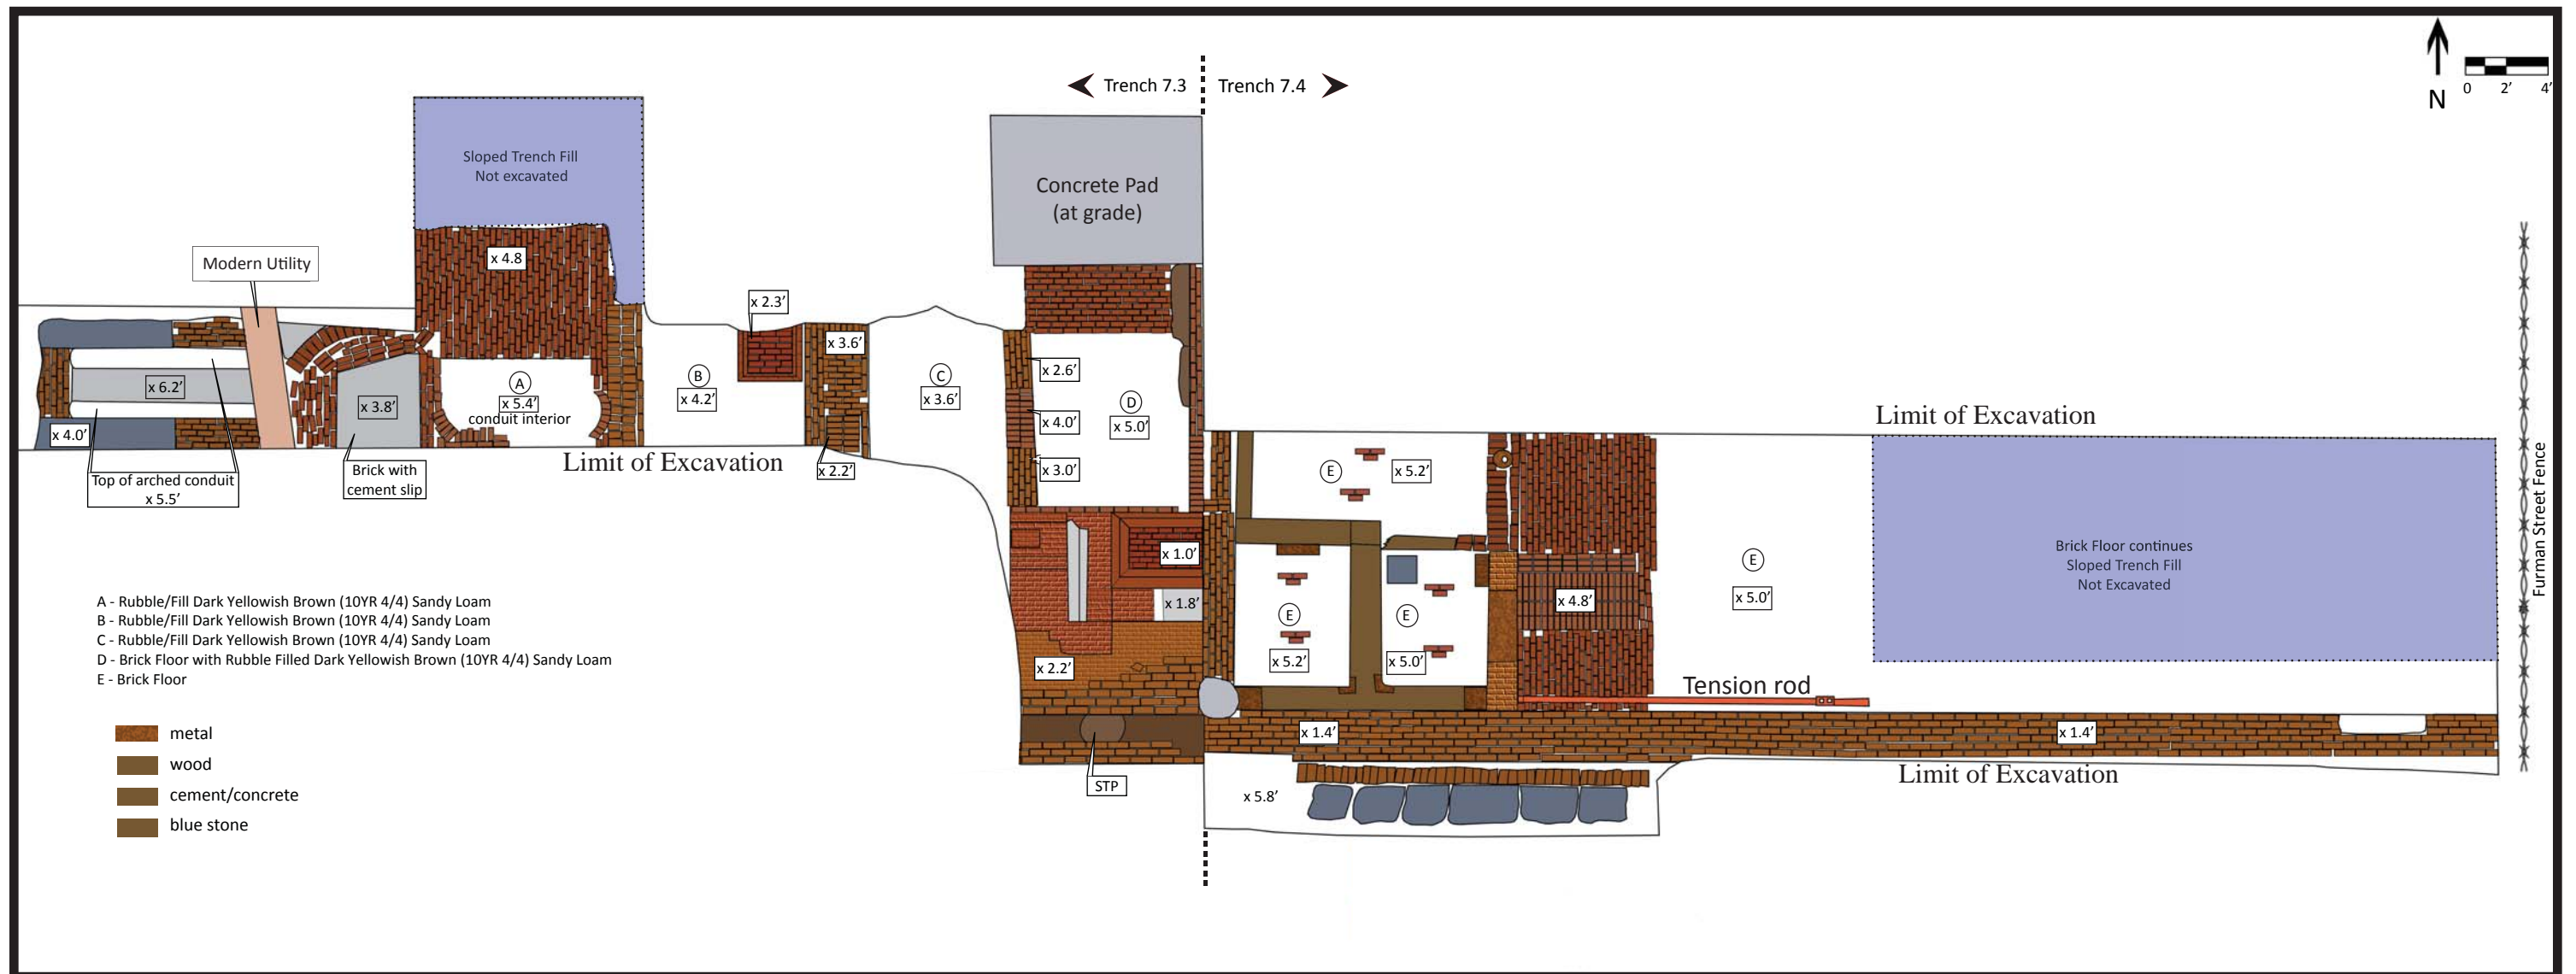 Trench 7.3
Trench 7.4
N
0 2’ 4’
Sloped Trench Fill
Not excavated
Concrete Pad
(at grade)
Modern Utility
x 4.8
x 2.3’
x 3.6’
x 6.2’
x 3.8’
A
x 5.4’
conduit interior
B
x 4.2’
C
x 3.6’
x 2.6’
x 4.0’
x 3.0’
D
x 5.0’
x 4.0’
Top of arched conduit
x 5.5’
Brick with
cement slip
Limit of Excavation
x 2.2’
Limit of Excavation
E
x 5.2’
x 1.0’
x 1.8’
x 2.2’
E
x 5.2’
E
x 5.0’
x 4.8’
E
x 5.0’
Brick Floor continues
Sloped Trench Fill
Not Excavated
Furman Street Fence
Tension rod
x 1.4’
x 1.4’
Limit of Excavation
STP
x 5.8’
A - Rubble/Fill Dark Yellowish Brown (10YR 4/4) Sandy Loam
B - Rubble/Fill Dark Yellowish Brown (10YR 4/4) Sandy Loam
C - Rubble/Fill Dark Yellowish Brown (10YR 4/4) Sandy Loam
D - Brick Floor with Rubble Filled Dark Yellowish Brown (10YR 4/4) Sandy Loam
E - Brick Floor
metal
wood
cement/concrete
blue stone